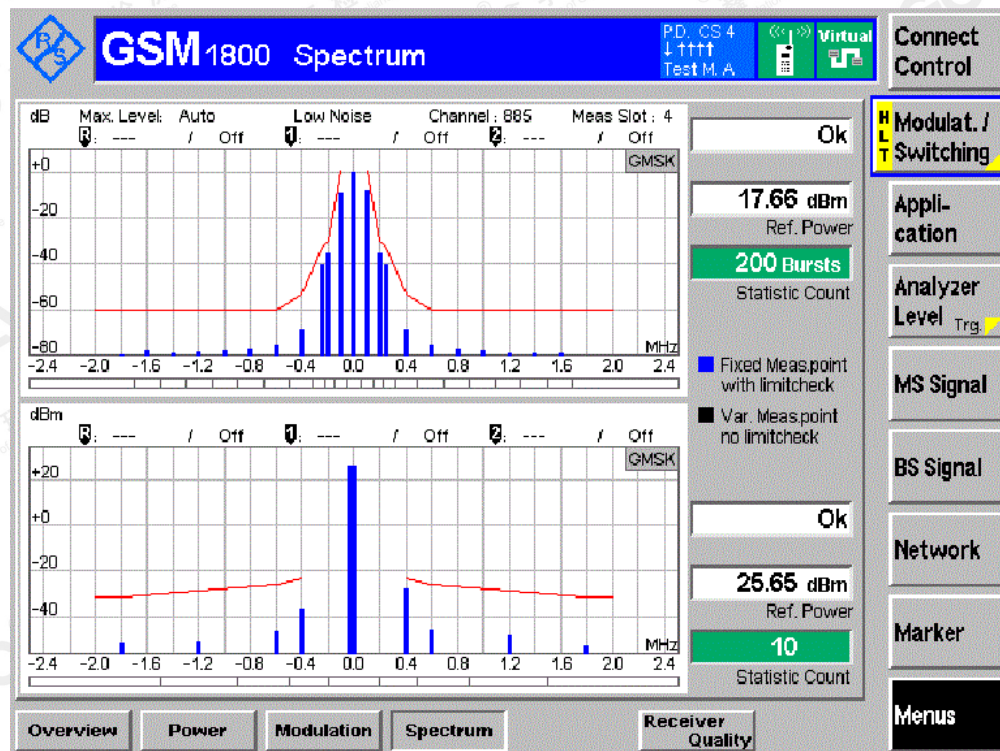 R/S
GSM 1800 Spectrum
P.D. CS 4
↓ ↑↑↑↑
Test M. A
Virtual
Connect
Control
dB Max. Level: Auto Low Noise Channel : 885 Meas Slot : 4
R: --- / Off 1: --- / Off 2: --- / Off
GMSK
+0
-20
-40
-60
-80
MHz
-2.4 -2.0 -1.6 -1.2 -0.8 -0.4 0.0 0.4 0.8 1.2 1.6 2.0 2.4
Ok
17.66 dBm
Ref. Power
200 Bursts
Statistic Count
Fixed Meas.point
with limitcheck
Var. Meas.point
no limitcheck
dBm
R: --- / Off 1: --- / Off 2: --- / Off
GMSK
+20
+0
-20
-40
MHz
-2.4 -2.0 -1.6 -1.2 -0.8 -0.4 0.0 0.4 0.8 1.2 1.6 2.0 2.4
Ok
25.65 dBm
Ref. Power
10
Statistic Count
HLT
Modulat. /
Switching
Appli-
cation
Analyzer
Level Trg.
MS Signal
BS Signal
Network
Marker
Menus
Overview Power Modulation Spectrum Receiver
Quality